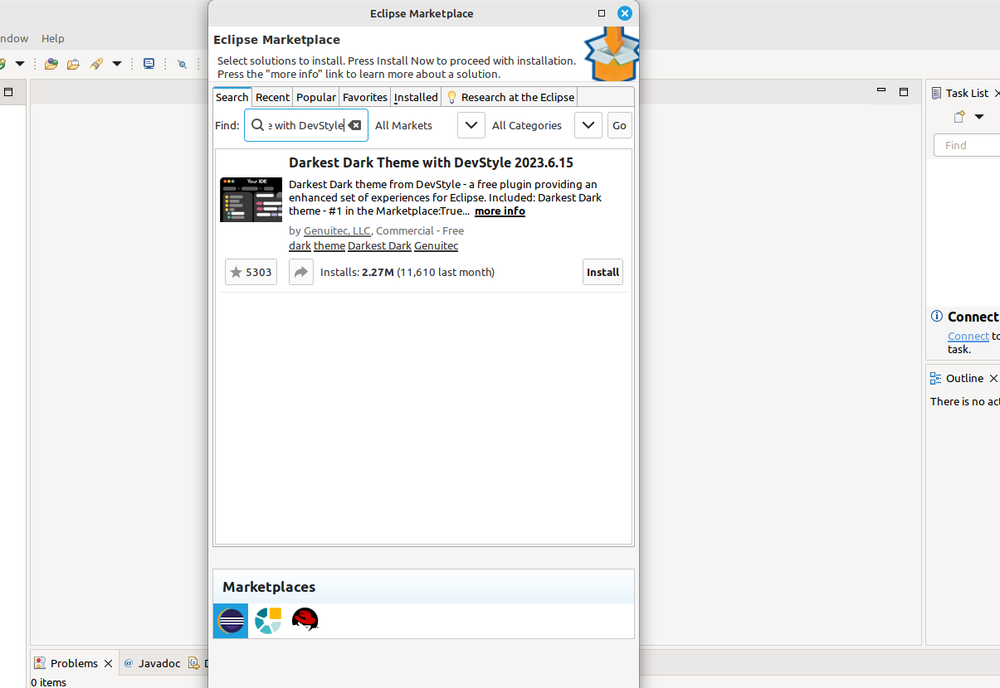 Eclipse Marketplace
ndow Help
Eclipse Marketplace
Select solutions to install. Press Install Now to proceed with installation.
Press the "more info" link to learn more about a solution.
Search Recent Popular Favorites Installed Research at the Eclipse
Find: e with DevStyle All Markets All Categories Go
Darkest Dark Theme with DevStyle 2023.6.15
Your IDE
Darkest Dark theme from DevStyle - a free plugin providing an
enhanced set of experiences for Eclipse. Included: Darkest Dark
theme - #1 in the Marketplace:True... more info
by Genuitec, LLC, Commercial - Free
dark theme Darkest Dark Genuitec
5303 Installs: 2.27M (11,610 last month) Install
Marketplaces
Task List
Find
Connect
Connect to
task.
Outline
There is no act
Problems @ Javadoc D
0 items